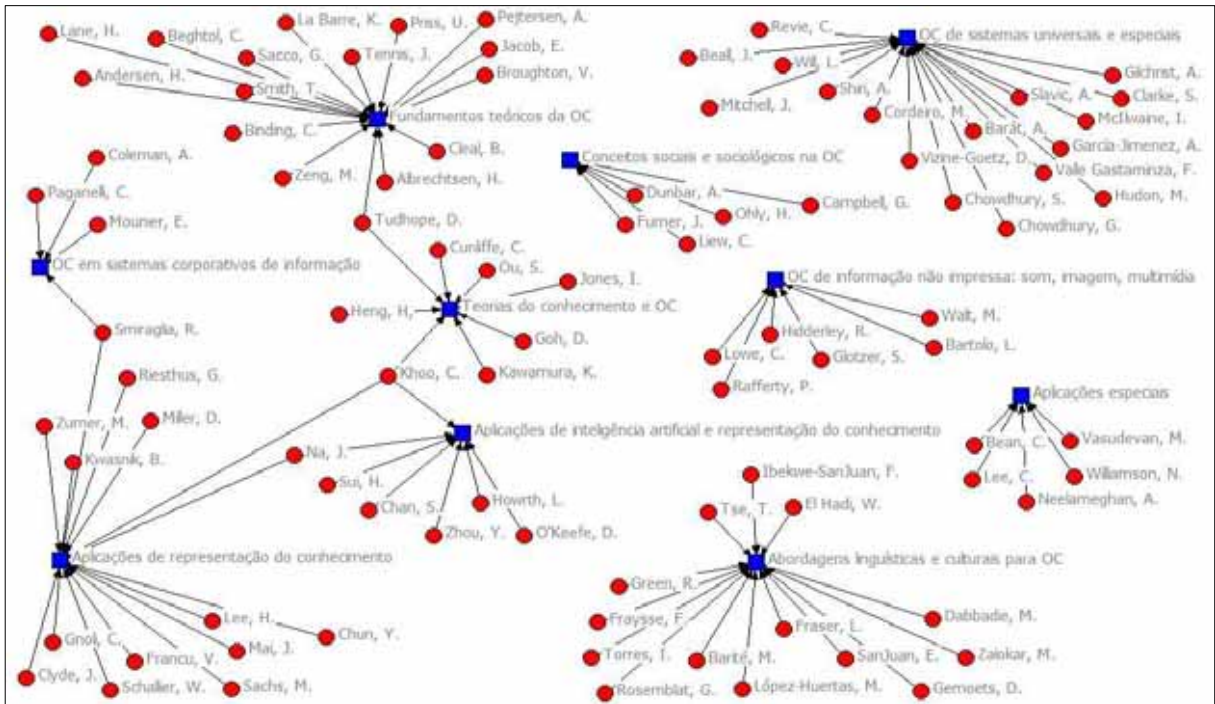 La Barre, K.
Priss, U.
Pejtersen, A.
Lane, H.
Beghtol, C.
Sacco, G.
Tennis, J.
Jacob, E.
Andersen, H.
Smith, T.
Broughton, V.
Fundamentos teóricos da OC
Binding, C.
Cleal, B.
Zeng, M.
Albrechtsen, H.
Tudhope, D.
Coleman, A.
Paganelli, C.
Mounier, E.
OC em sistemas corporativos de informação
Smiraglia, R.
Cunliffe, C.
Ou, S.
Jones, I.
Teorias do conhecimento e OC
Heng, H,
Goh, D.
Khoo, C.
Kawamura, K.
Revie, C.
OC de sistemas universais e especiais
Beall, J.
Will, L.
Gilchrist, A.
Mitchell, J.
Shiri, A.
Slavic, A.
Clarke, S.
Cordeiro, M.
McIlwaine, I.
Barát, A.
Garcia-Jimenez, A.
Vizine-Goetz, D.
Valle Gastaminza, F.
Chowdhury, S.
Hudon, M.
Chowdhury, G.
Conceitos sociais e sociológicos na OC
Dunbar, A.
Campbell, G.
Furner, J.
Ohly, H.
Liew, C.
OC de informação não impressa: som, imagem, multimídia
Walt, M.
Hidderley, R.
Bartolo, L.
Lowe, C.
Glotzer, S.
Rafferty, P.
Aplicações especiais
Bean, C.
Vasudevan, M.
Lee, C.
Williamson, N.
Neelameghan, A.
Riesthus, G.
Zumer, M.
Miller, D.
Kwasnik, B.
Aplicações de inteligência artificial e representação do conhecimento
Na, J.
Sui, H.
Chan, S.
Howrth, L.
Zhou, Y.
O'Keefe, D.
Aplicações de representação do conhecimento
Lee, H.
Gnoli, C.
Chun, Y.
Mai, J.
Francu, V.
Clyde, J.
Schaller, W.
Sachs, M.
Ibekwe-SanJuan, F.
Tse, T.
El Hadi, W.
Abordagens linguísticas e culturais para OC
Green, R.
Fraysse, F.
Fraser, L.
Dabbadie, M.
Torres, I.
Barité, M.
SanJuan, E.
Rosemblat, G.
López-Huertas, M.
Gemoets, D.